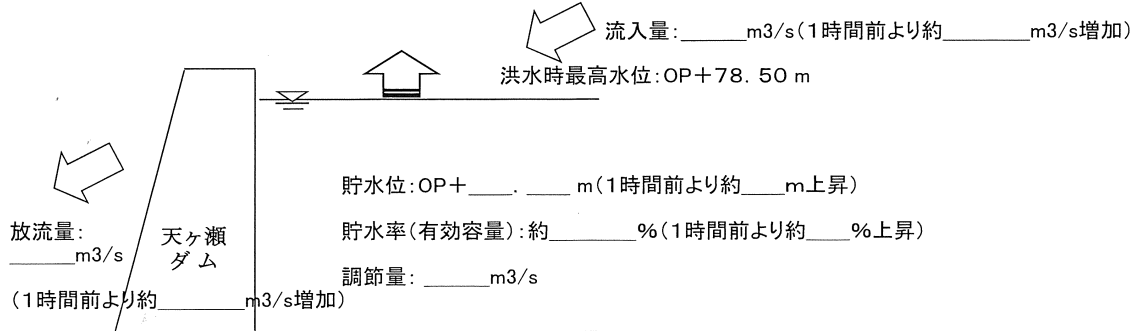 流入量:______m3/s(1時間前より約________m3/s増加)
洪水時最高水位:OP+78.50 m
貯水位:OP+____. ____ m(1時間前より約____m上昇)
放流量:
______m3/s
(1時間前より約________m3/s増加)
天ヶ瀬
ダム
貯水率(有効容量):約________%(1時間前より約____%上昇)
調節量: ______m3/s